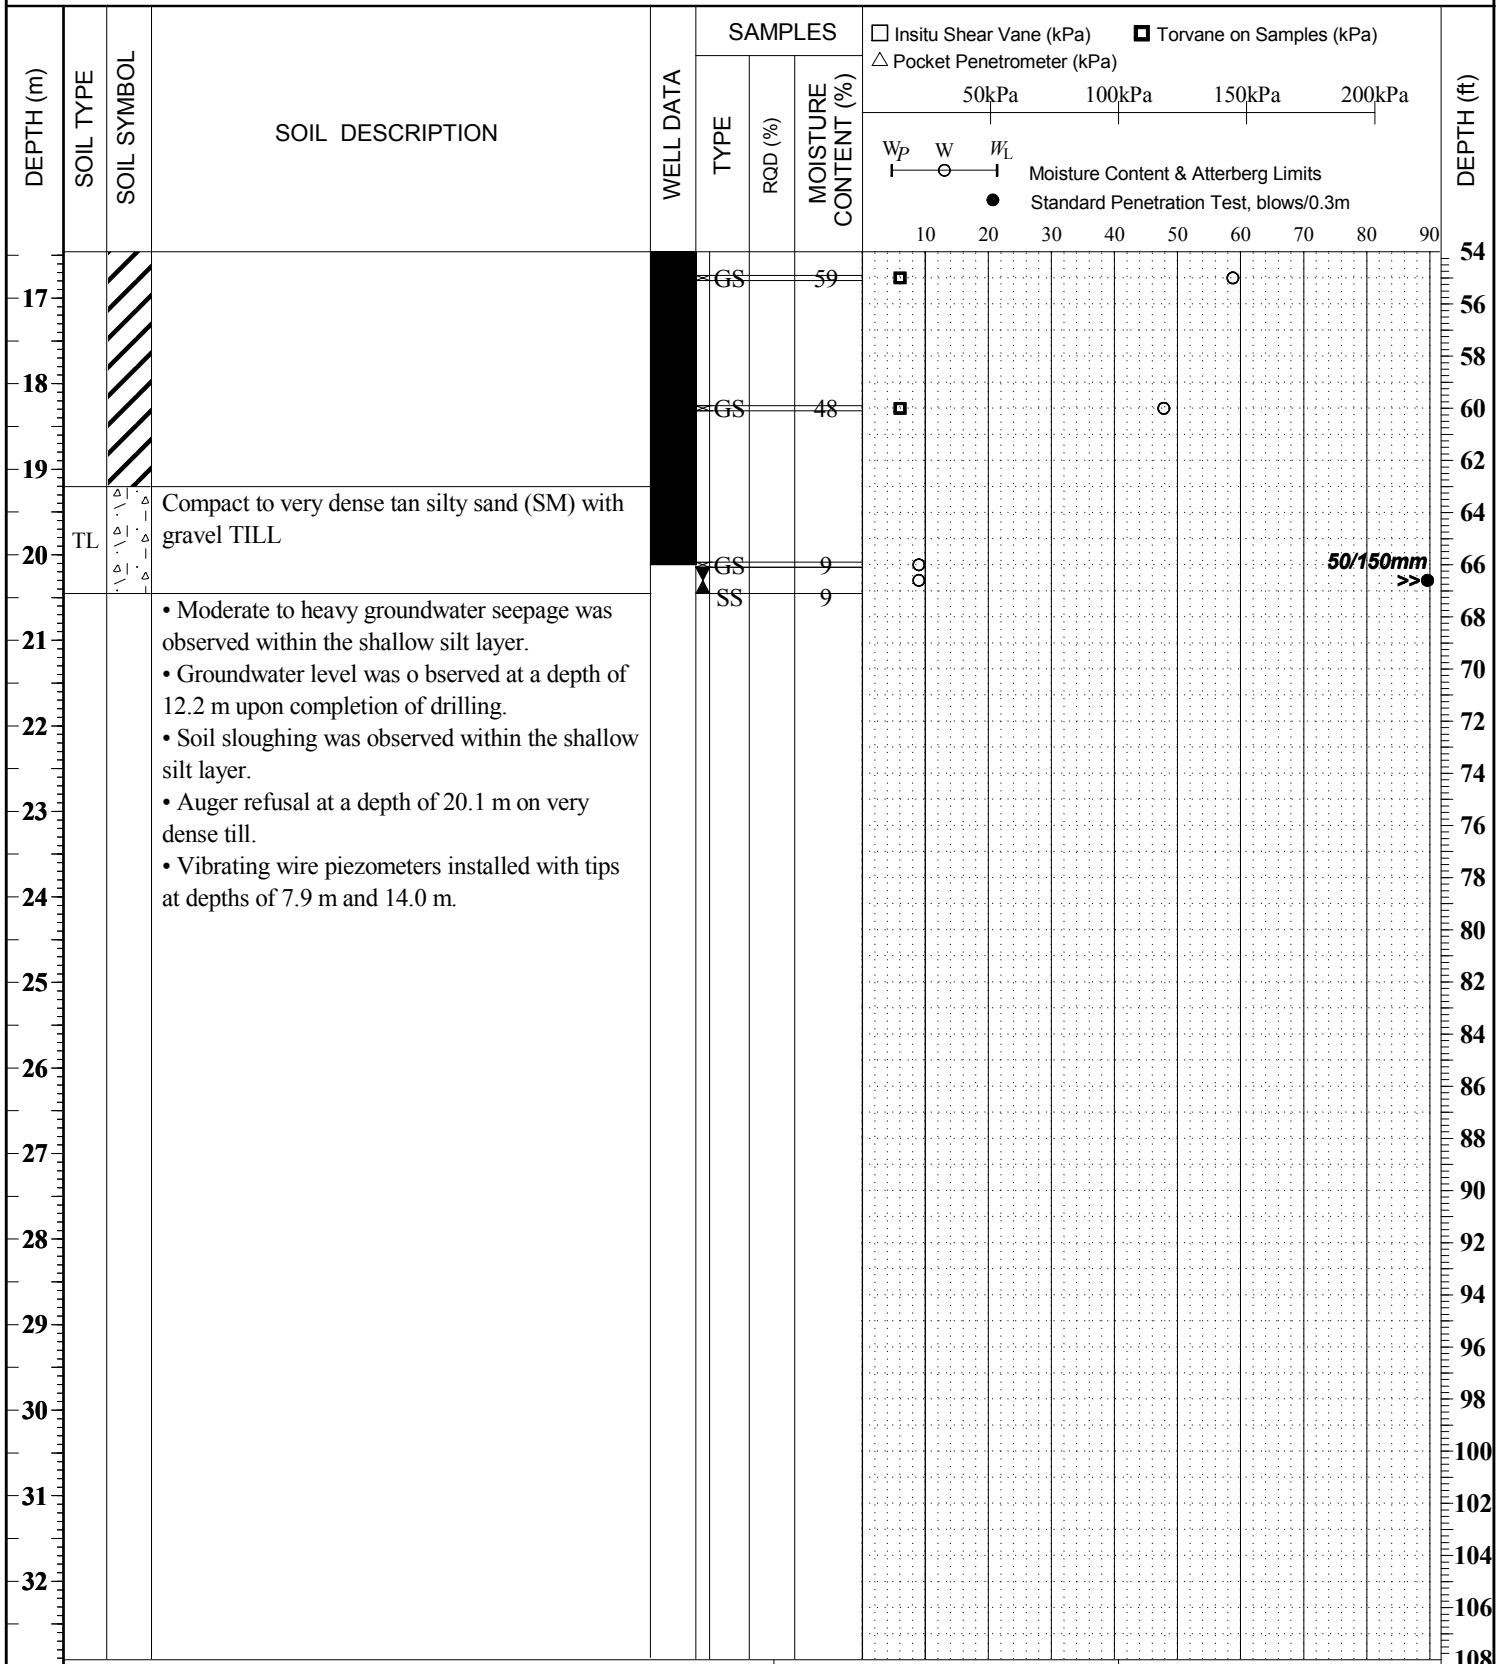 DEPTH (m)
SOIL TYPE
SOIL SYMBOL
SOIL DESCRIPTION
WELL DATA
SAMPLES
TYPE
RQD (%)
MOISTURE
CONTENT (%)
Insitu Shear Vane (kPa)
Torvane on Samples (kPa)
Pocket Penetrometer (kPa)
50kPa 100kPa 150kPa 200kPa
WP W WL
Moisture Content & Atterberg Limits
Standard Penetration Test, blows/0.3m
10 20 30 40 50 60 70 80 90
DEPTH (ft)
54
GS 59
17
56
58
18
GS 48
60
19
62
Compact to very dense tan silty sand (SM) with
gravel TILL
TL
64
20
GS 9
50/150mm
66
>>
SS 9
• Moderate to heavy groundwater seepage was
observed within the shallow silt layer.
68
21
• Groundwater level was o bserved at a depth of
12.2 m upon completion of drilling.
70
22
72
• Soil sloughing was observed within the shallow
silt layer.
74
23
• Auger refusal at a depth of 20.1 m on very
dense till.
76
• Vibrating wire piezometers installed with tips
at depths of 7.9 m and 14.0 m.
78
24
80
25
82
84
26
86
27
88
90
28
92
94
29
96
30
98
100
31
102
104
32
106
108